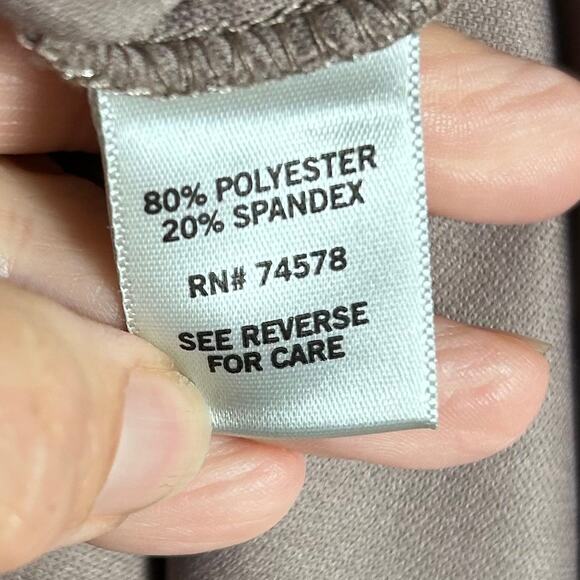 80% POLYESTER
20% SPANDEX
RN# 74578
SEE REVERSE
FOR CARE